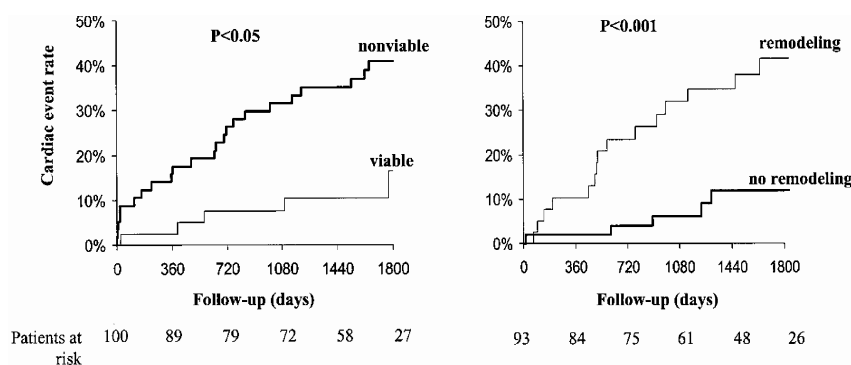 50%
40%
30%
20%
10%
0%
Cardiac event rate
P<0.05
nonviable
viable
0 360 720 1080 1440 1800
Follow-up (days)
Patients at risk 100 89 79 72 58 27
50%
40%
30%
20%
10%
0%
P<0.001
remodeling
no remodeling
0 360 720 1080 1440 1800
Follow-up (days)
93 84 75 61 48 26